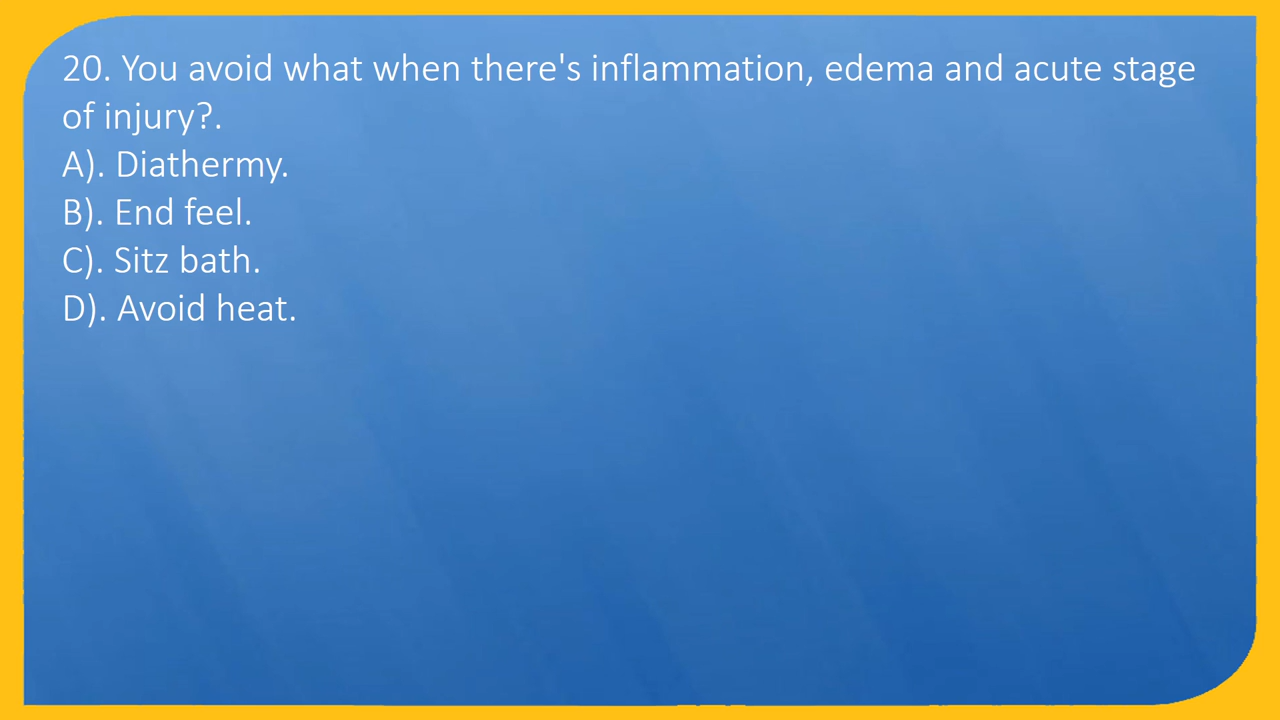 20. You avoid what when there's inflammation, edema and acute stage
of injury?.
A). Diathermy.
B). End feel.
C). Sitz bath.
D). Avoid heat.